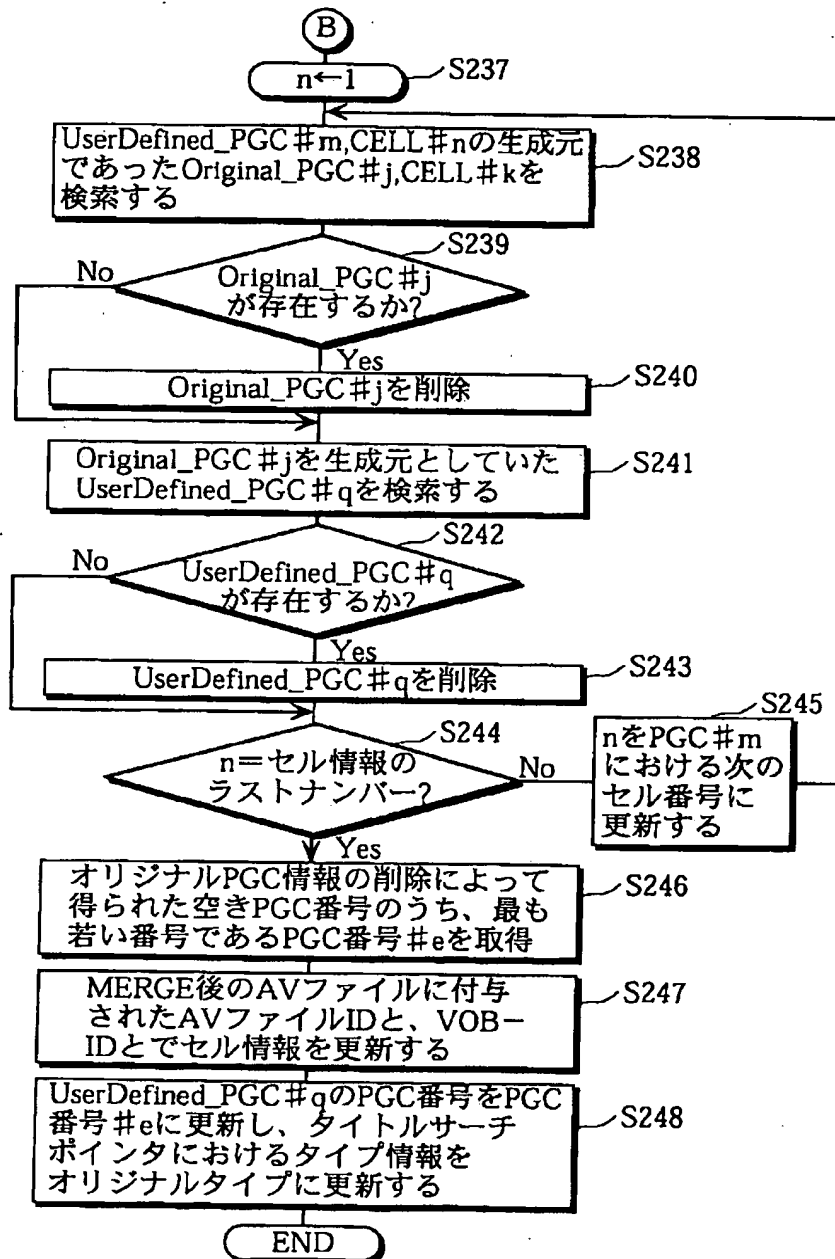 B
n←1
S237
UserDefined_PGC#m,CELL#nの生成元
であったOriginal_PGC#j,CELL#kを
検索する
S238
S239
No
Original_PGC#j
が存在するか?
Yes
Original_PGC#jを削除
S240
Original_PGC#jを生成元としていた
UserDefined_PGC#qを検索する
S241
S242
No
UserDefined_PGC#q
が存在するか?
Yes
UserDefined_PGC#qを削除
S243
S244
n=セル情報の
ラストナンバー?
No
S245
nをPGC#m
における次の
セル番号に
更新する
Yes
オリジナルPGC情報の削除によって
得られた空きPGC番号のうち、最も
若い番号であるPGC番号#eを取得
S246
MERGE後のAVファイルに付与
されたAVファイルIDと、VOB-
IDとでセル情報を更新する
S247
UserDefined_PGC#qのPGC番号をPGC
番号#eに更新し、タイトルサーチ
ポインタにおけるタイプ情報を
オリジナルタイプに更新する
S248
END